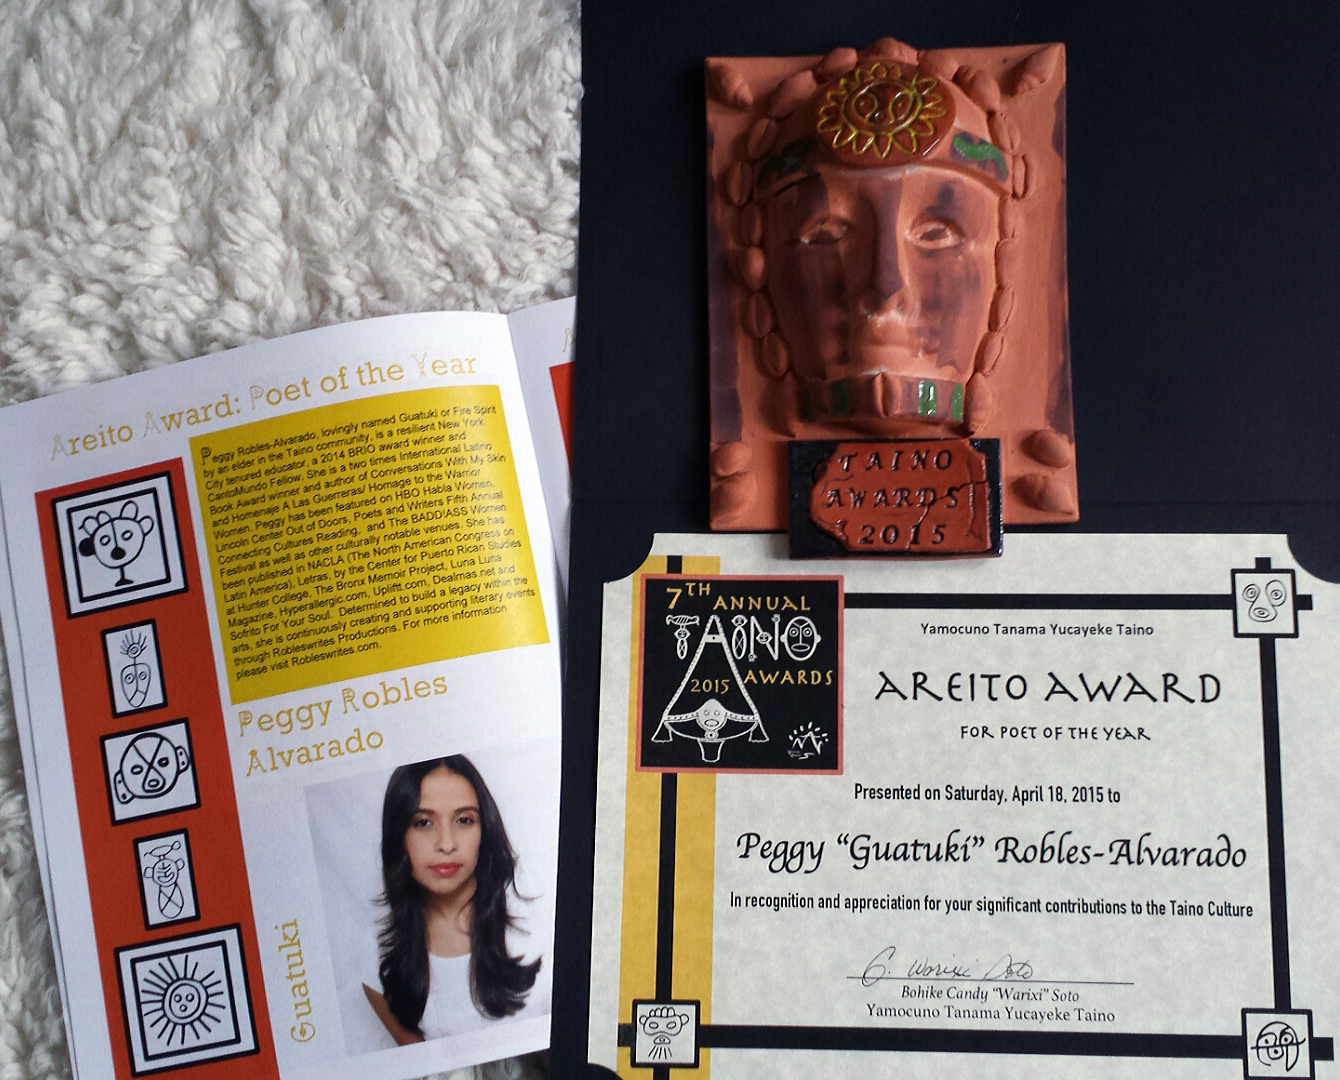 Areito Award: Poet of the Year
Peggy Robles-Alvarado, lovingly named Guatuki or Fire Spirit
by an elder in the Taino community, is a resilient New York
City tenured educator, a 2014 BRIO award winner and
CantoMundo Fellow. She is a two times International Latino
Book Award winner and author of Conversations With My Skin
and Homenaje A Las Guerreras/ Homage to the Warrior
Women. Peggy has been featured on HBO Habla Women,
Lincoln Center Out of Doors, Poets and Writers Fifth Annual
Connecting Cultures Reading, and The BADD!ASS Women
Festival as well as other culturally notable venues. She has
been published in NACLA (The North American Congress on
Latin America), Letras, by the Center for Puerto Rican Studies
at Hunter College, The Bronx Memoir Project, Luna Luna
Magazine, Hyperallergic.com, Upliftt.com, Dealmas.net and
Sofrito For Your Soul. Determined to build a legacy within the
arts, she is continuously creating and supporting literary events
through Robleswrites Productions. For more information
please visit Robleswrites.com.
Peggy Robles
Alvarado
Guatuki
TAINO
AWARDS
2015
7TH ANNUAL
TAINO
2015 AWARDS
Yamocuno Tanama Yucayeke Taino
AREITO AWARD
FOR POET OF THE YEAR
Presented on Saturday, April 18, 2015 to
Peggy “Guatuki” Robles-Alvarado
In recognition and appreciation for your significant contributions to the Taino Culture
C. Warixi Soto
Bohike Candy “Warixi” Soto
Yamocuno Tanama Yucayeke Taino